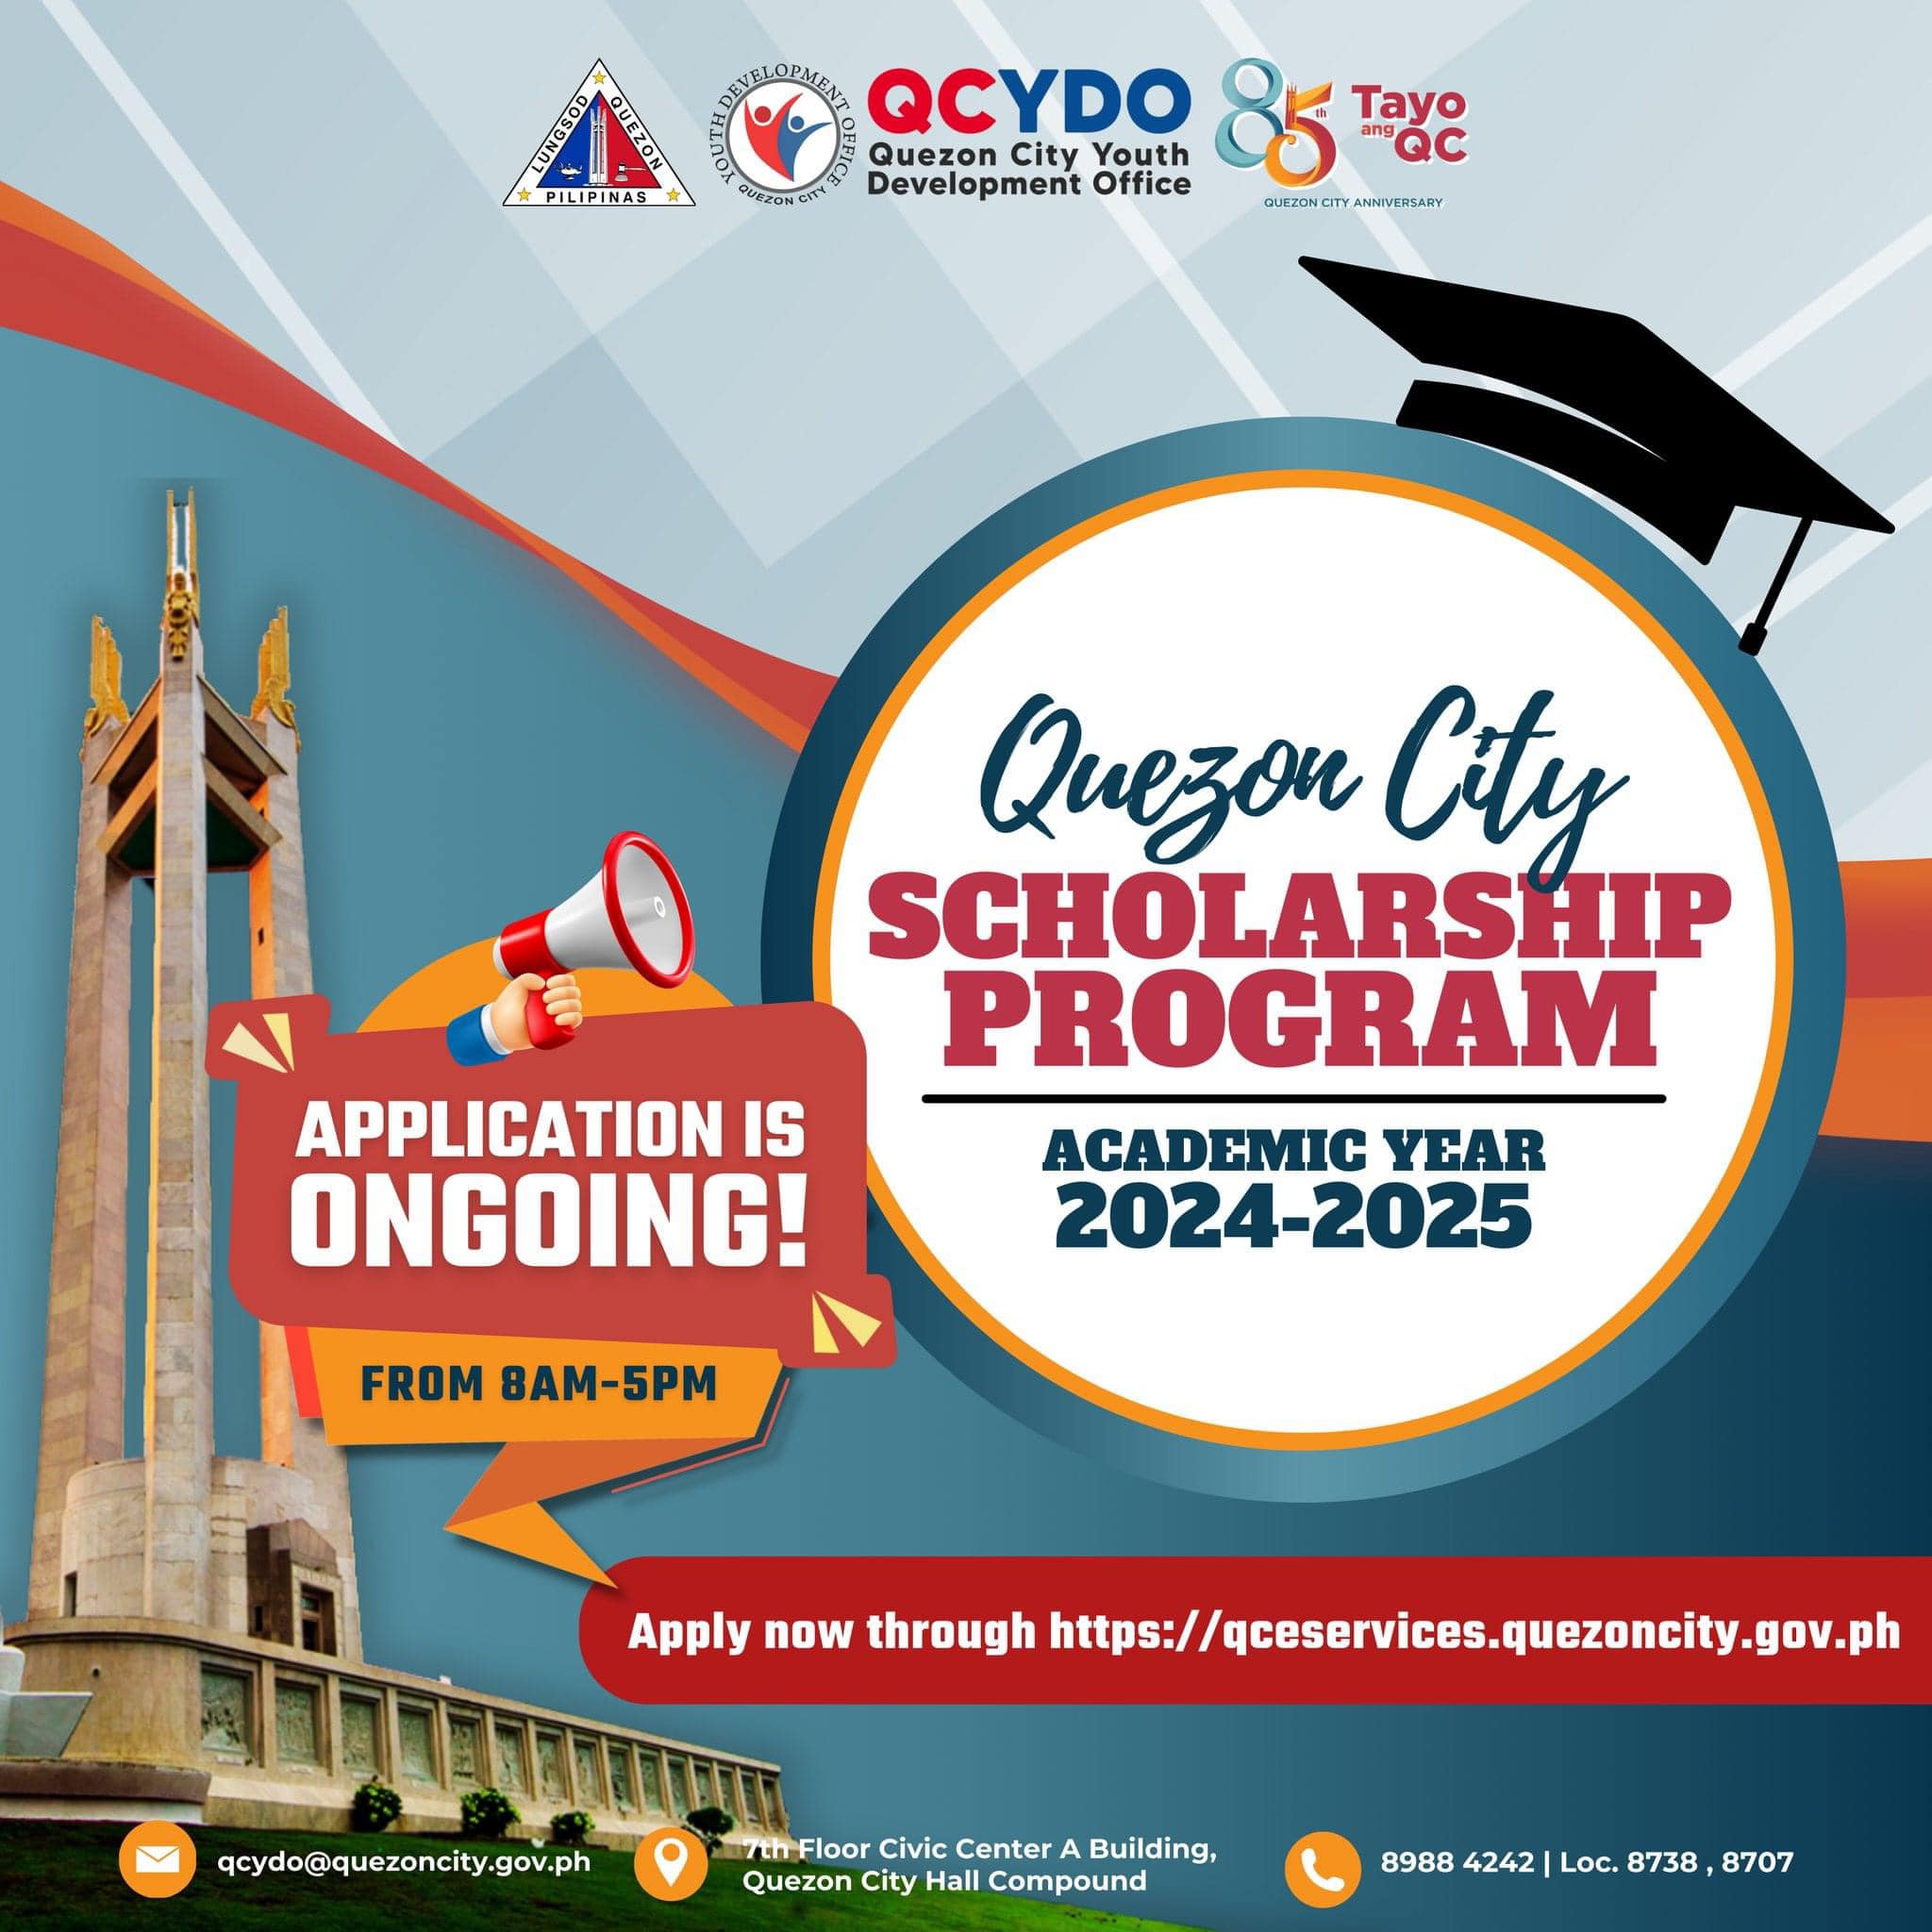 LUNGSOD QUEZON
PILIPINAS
YOUTH DEVELOPMENT OFFICE
QUEZON CITY
QCYDO
Quezon City Youth
Development Office
85th
Tayo
ang QC
QUEZON CITY ANNIVERSARY
Quezon City
SCHOLARSHIP
PROGRAM
ACADEMIC YEAR
2024-2025
APPLICATION IS
ONGOING!
FROM 8AM-5PM
Apply now through https://qceservices.quezoncity.gov.ph
qcydo@quezoncity.gov.ph
7th Floor Civic Center A Building,
Quezon City Hall Compound
8988 4242 | Loc. 8738 , 8707